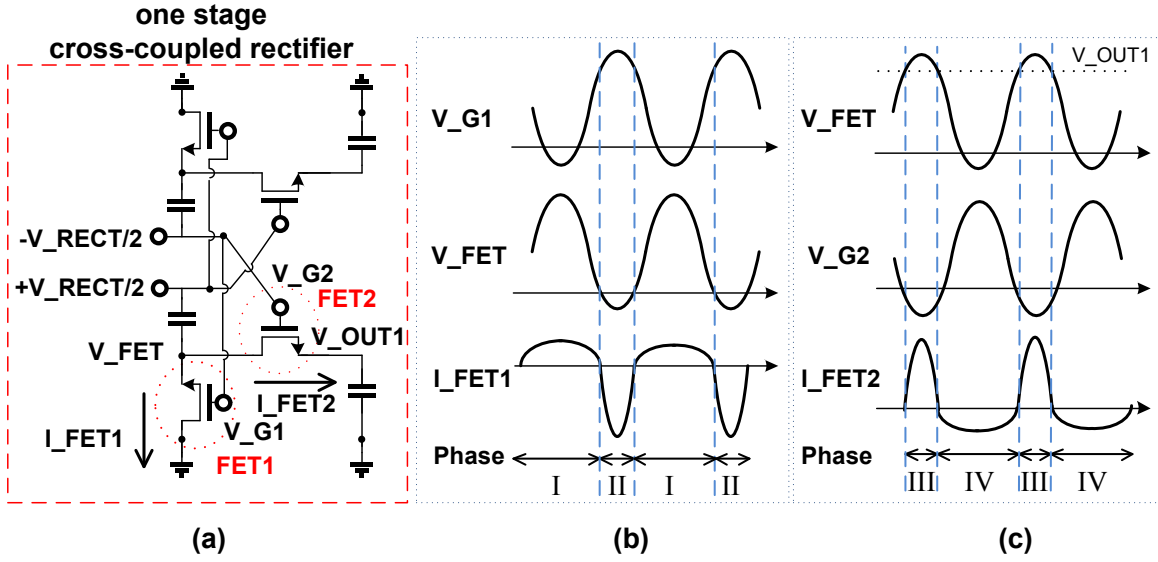 one stage
cross-coupled rectifier
-V_RECT/2
+V_RECT/2
V_G2
FET2
V_OUT1
V_FET
I_FET2
I_FET1
V_G1
FET1
(a)
V_G1
V_FET
I_FET1
Phase
I II I II
(b)
V_OUT1
V_FET
V_G2
I_FET2
Phase
III IV III IV
(c)